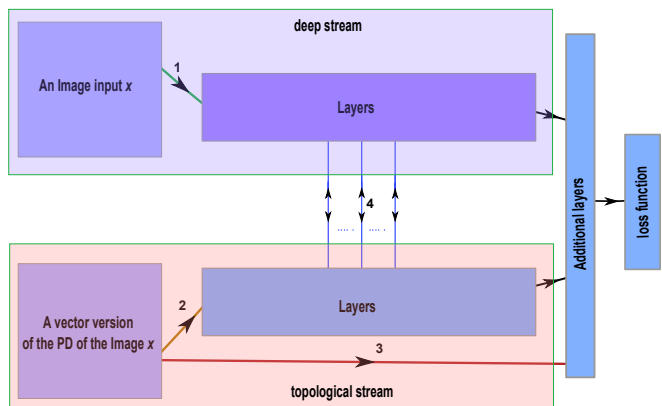 deep stream
1
An Image input x
Layers
Additional layers
loss function
4
..... . ..... .
2
A vector version
of the PD of the Image x
Layers
3
topological stream